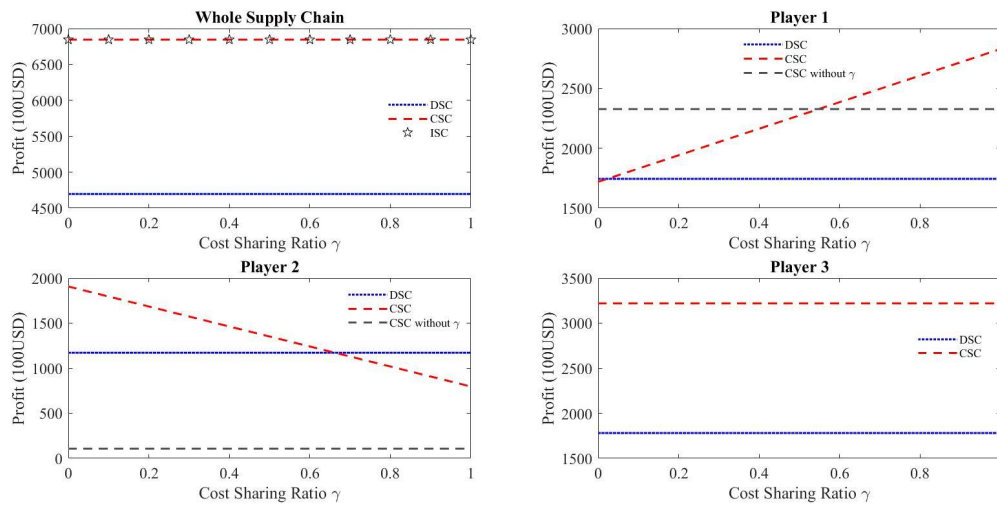 Whole Supply Chain
7000
6500
6000
5500
5000
4500
Profit (100USD)
DSC
CSC
ISC
0 0.2 0.4 0.6 0.8 1
Cost Sharing Ratio γ
Player 1
3000
2500
2000
1500
Profit (100USD)
DSC
CSC
CSC without γ
0 0.2 0.4 0.6 0.8
Cost Sharing Ratio γ
Player 2
2000
1500
1000
500
0
Profit (100USD)
DSC
CSC
CSC without γ
0 0.2 0.4 0.6 0.8 1
Cost Sharing Ratio γ
Player 3
3500
3000
2500
2000
1500
Profit (100USD)
DSC
CSC
0 0.2 0.4 0.6 0.8
Cost Sharing Ratio γ